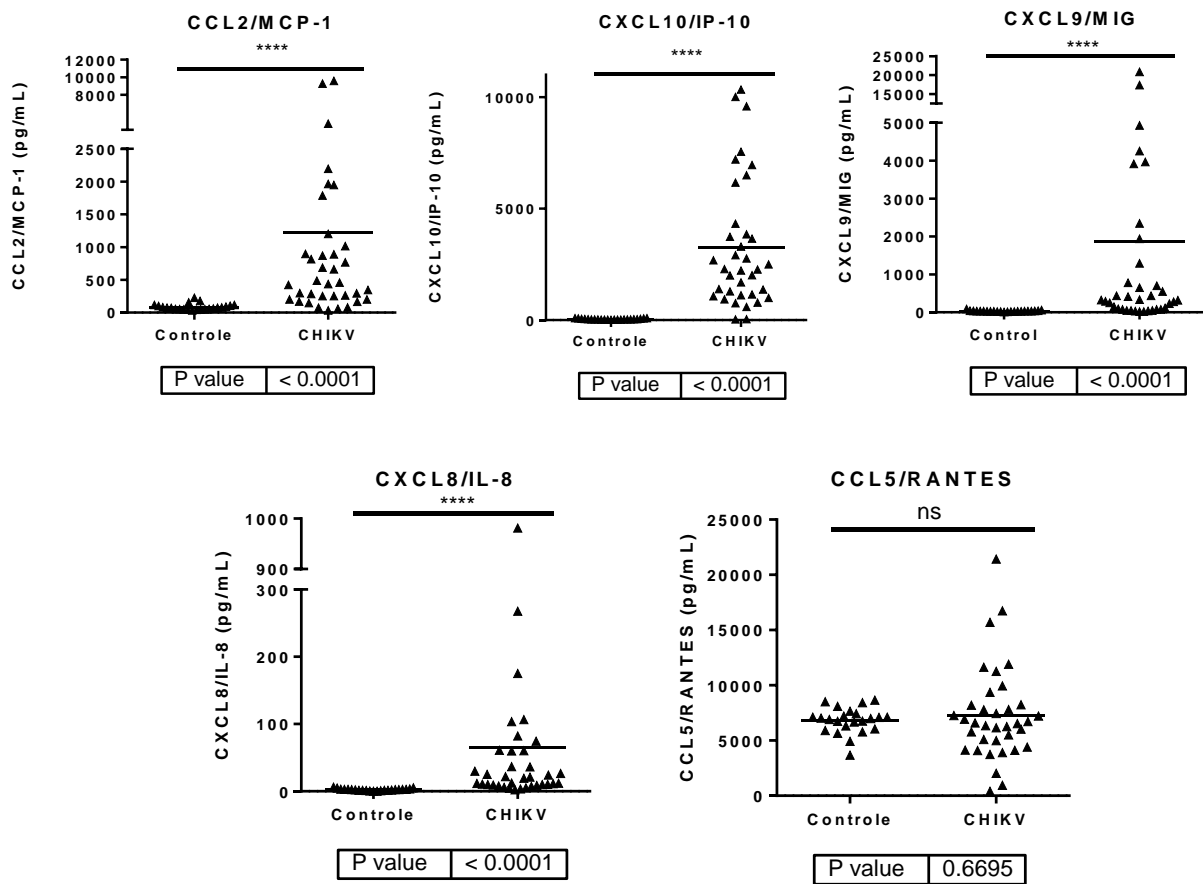 CCL2/MCP-1
****
CCL2/MCP-1 (pg/mL)
12000
10000
8000
2500
2000
1500
1000
500
0
Controle CHIKV
P value < 0.0001
CXCL10/IP-10
****
CXCL10/IP-10 (pg/mL)
10000
5000
0
Controle CHIKV
P value < 0.0001
CXCL9/MIG
****
CXCL9/MIG (pg/mL)
25000
20000
15000
10000
5000
4000
3000
2000
1000
0
Control CHIKV
P value < 0.0001
CXCL8/IL-8
****
CXCL8/IL-8 (pg/mL)
1000
900
300
200
100
0
Controle CHIKV
P value < 0.0001
CCL5/RANTES
ns
CCL5/RANTES (pg/mL)
25000
20000
15000
10000
5000
0
Controle CHIKV
P value 0.6695